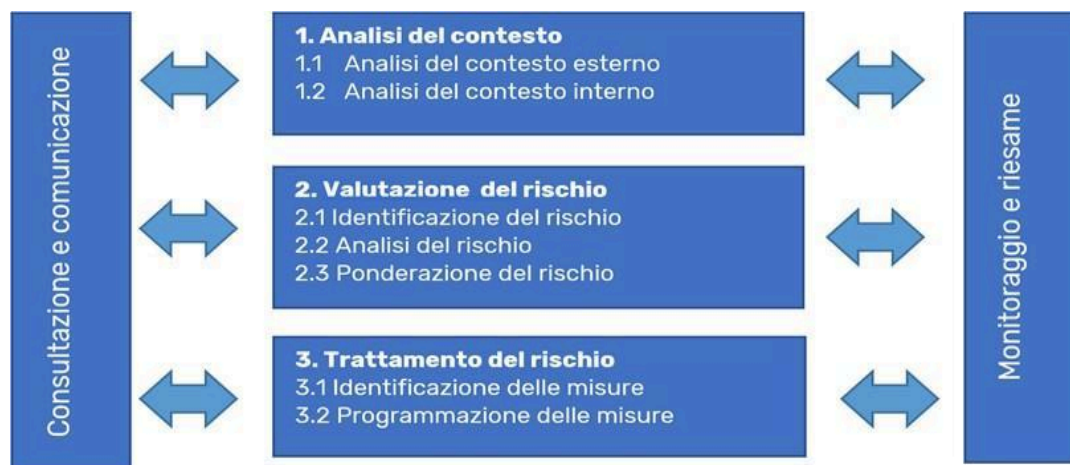 Consultazione e comunicazione
1. Analisi del contesto
1.1 Analisi del contesto esterno
1.2 Analisi del contesto interno
2. Valutazione del rischio
2.1 Identificazione del rischio
2.2 Analisi del rischio
2.3 Ponderazione del rischio
3. Trattamento del rischio
3.1 Identificazione delle misure
3.2 Programmazione delle misure
Monitoraggio e riesame